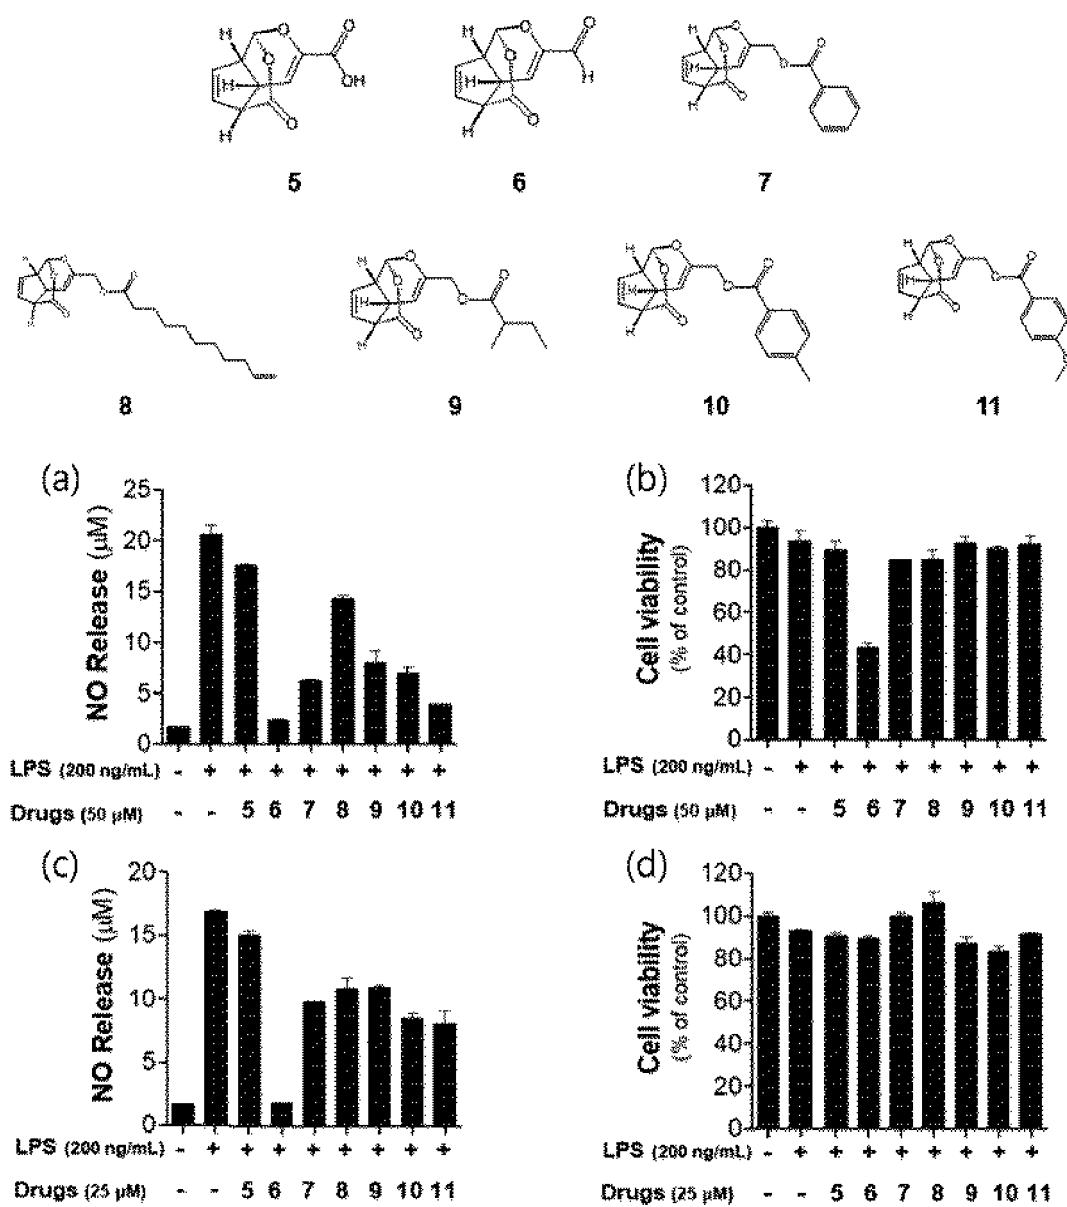 H O O
H OH
H O
O
H O O
H H
H O
O
H O O
O
H O
H O
5 6 7
H O O
O
H O
H O O
O
H O
H O
H O O
O
H O
H O
H O O
O
H O
H O
8 9 10 11
(a) (b)
NO Release (µM)
25
20
15
10
5
0
LPS (200 ng/mL) - + + + + + + + +
Drugs (50 µM) - - 5 6 7 8 9 10 11
Cell viability
(% of control)
120
100
80
60
40
20
0
LPS (200 ng/mL) - + + + + + + + +
Drugs (50 µM) - - 5 6 7 8 9 10 11
(c) (d)
NO Release (µM)
20
15
10
5
0
LPS (200 ng/mL) - + + + + + + + +
Drugs (25 µM) - - 5 6 7 8 9 10 11
Cell viability
(% of control)
120
100
80
60
40
20
0
LPS (200 ng/mL) - + + + + + + + +
Drugs (25 µM) - - 5 6 7 8 9 10 11